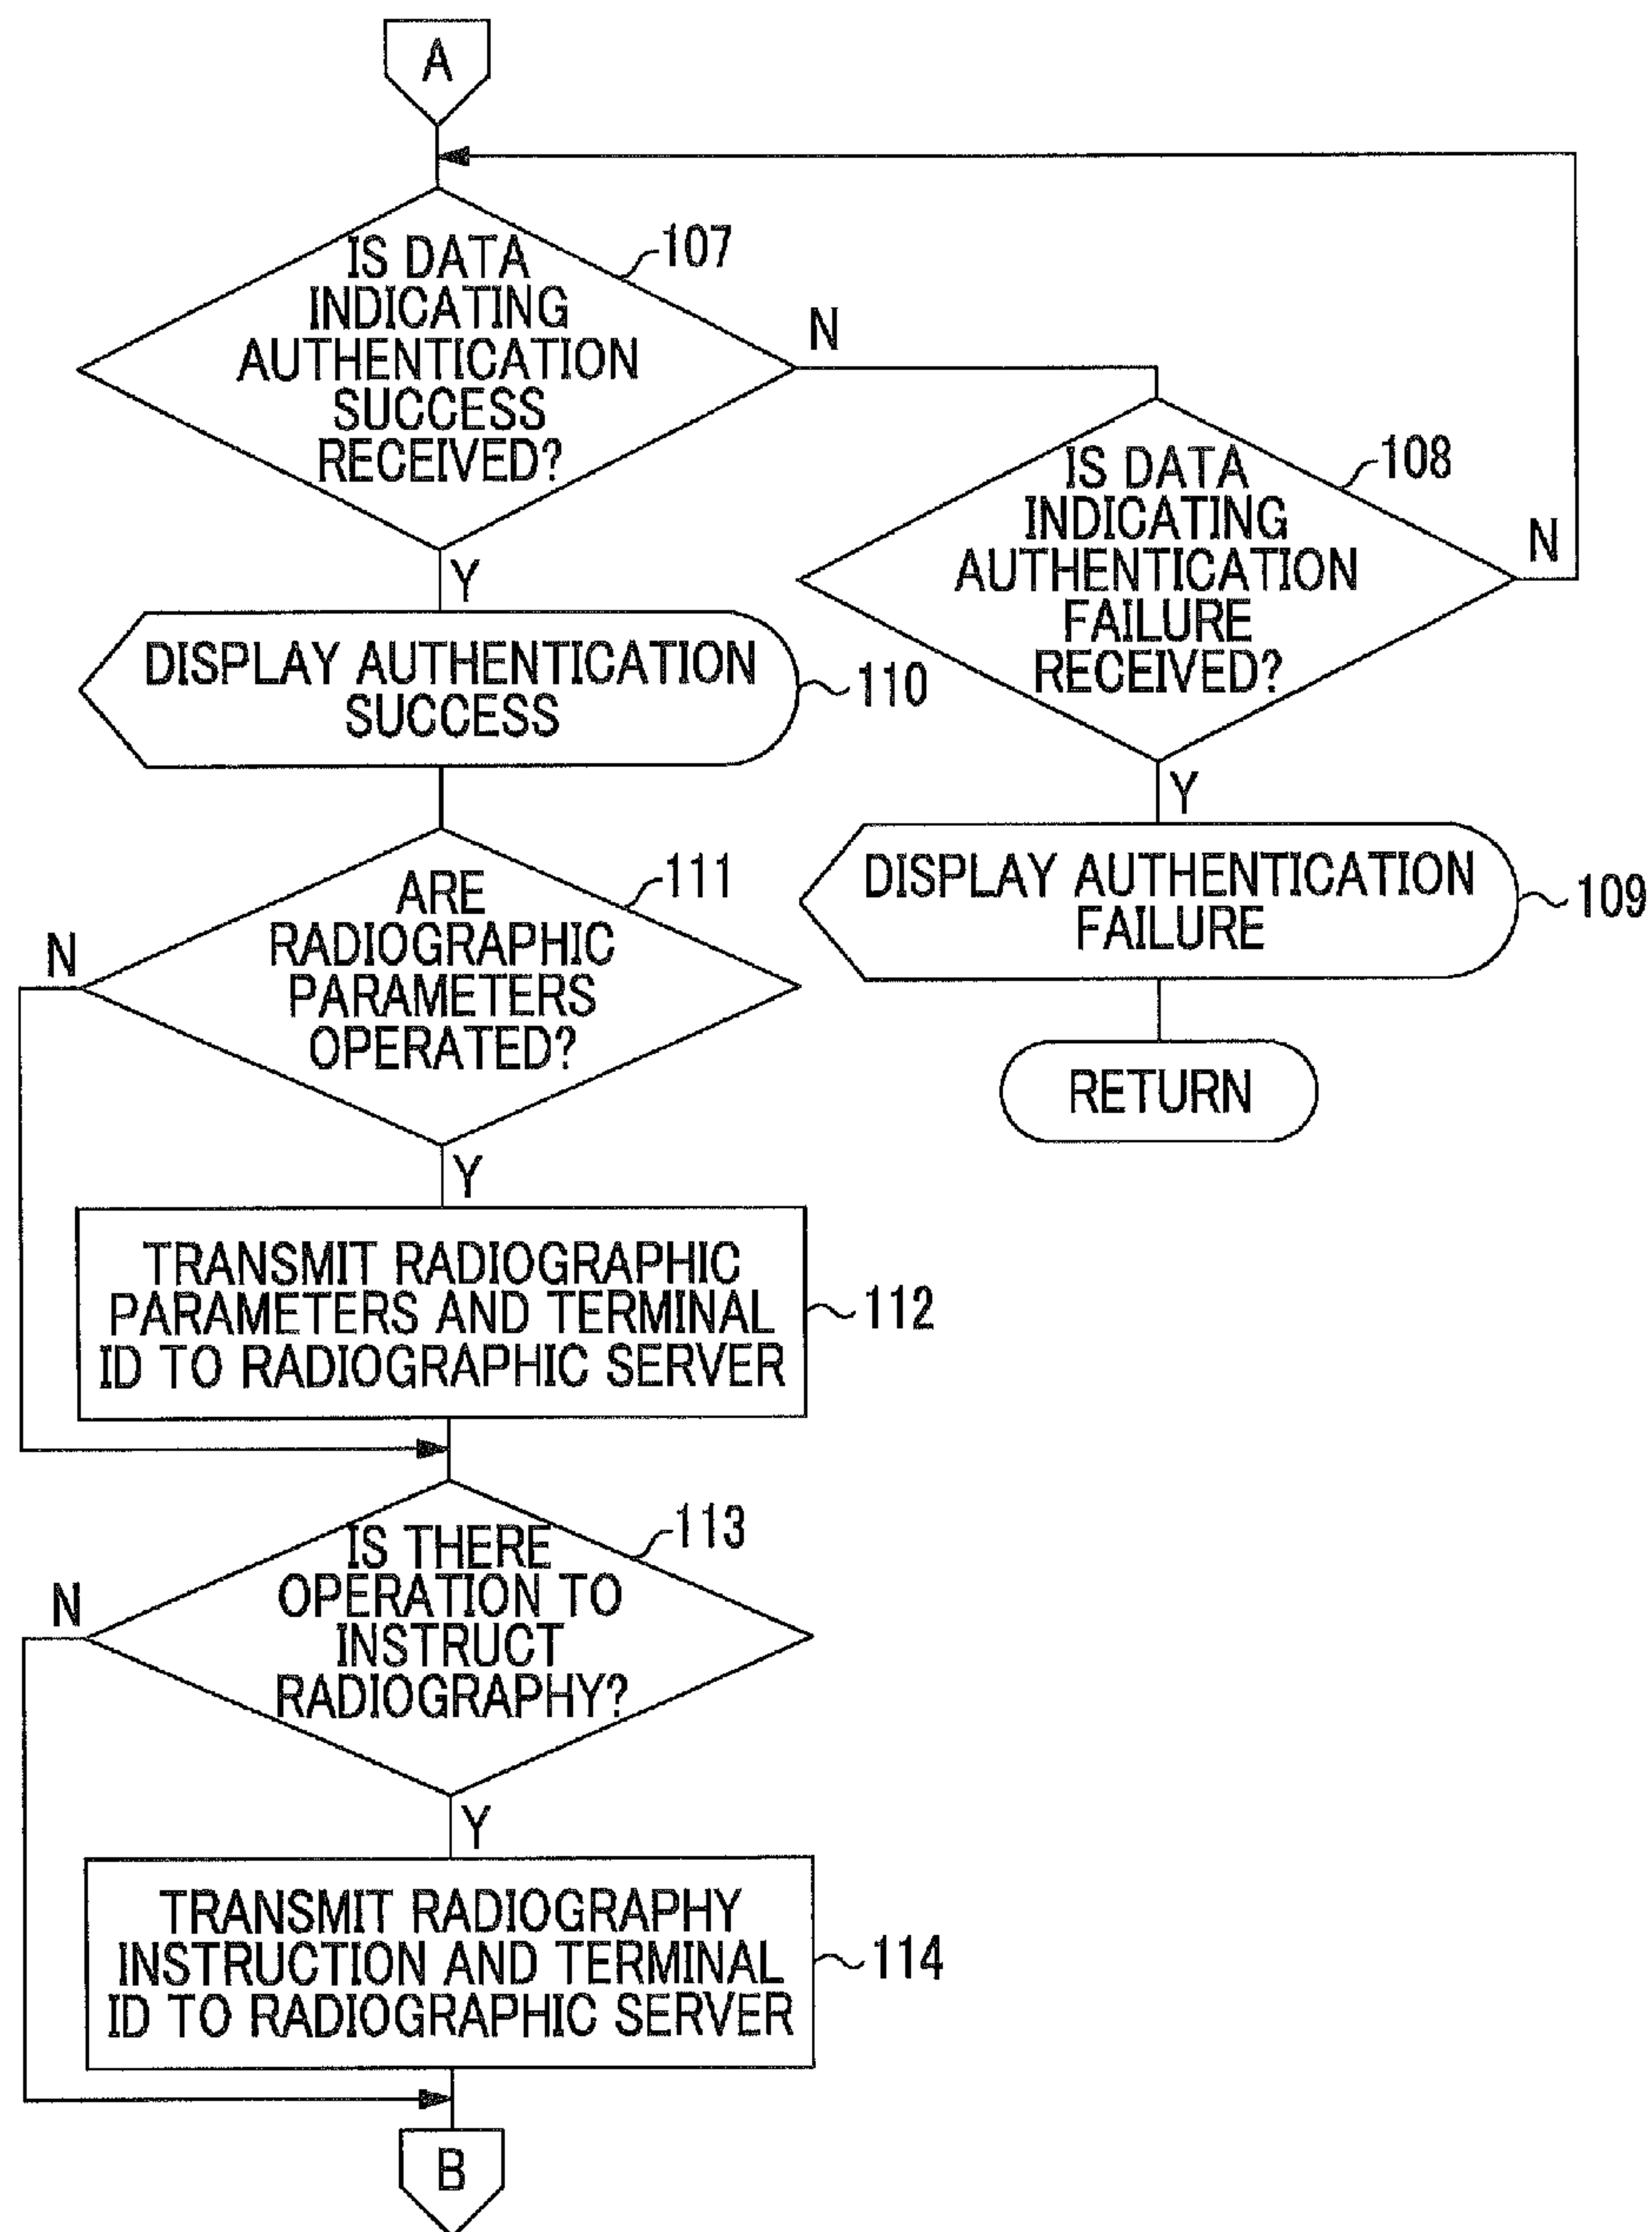 A
IS DATA
INDICATING
AUTHENTICATION
SUCCESS
RECEIVED?
107
N
Y
IS DATA
INDICATING
AUTHENTICATION
FAILURE
RECEIVED?
108
N
Y
DISPLAY AUTHENTICATION
SUCCESS
110
DISPLAY AUTHENTICATION
FAILURE
109
RETURN
ARE
RADIOGRAPHIC
PARAMETERS
OPERATED?
111
N
Y
TRANSMIT RADIOGRAPHIC
PARAMETERS AND TERMINAL
ID TO RADIOGRAPHIC SERVER
112
IS THERE
OPERATION TO
INSTRUCT
RADIOGRAPHY?
113
N
Y
TRANSMIT RADIOGRAPHY
INSTRUCTION AND TERMINAL
ID TO RADIOGRAPHIC SERVER
114
B